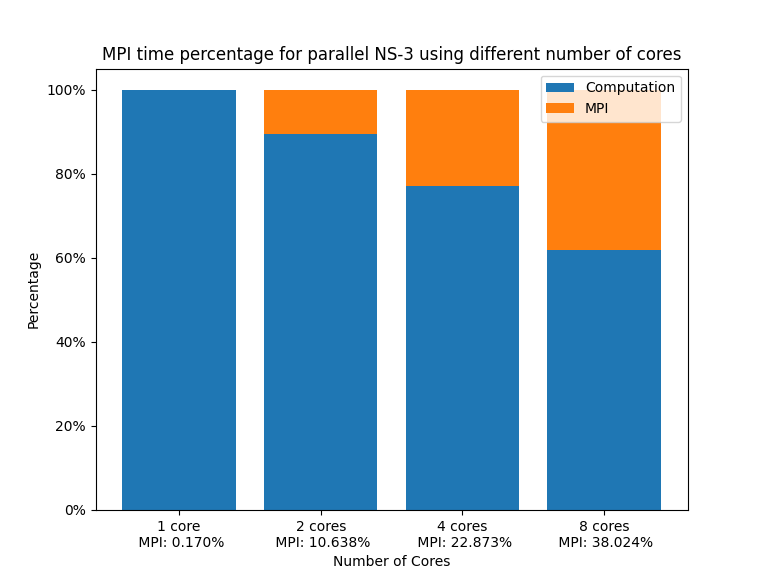 MPI time percentage for parallel NS-3 using different number of cores
Computation
MPI
100%
80%
60%
40%
20%
0%
Percentage
1 core
MPI: 0.170%
2 cores
MPI: 10.638%
4 cores
MPI: 22.873%
8 cores
MPI: 38.024%
Number of Cores